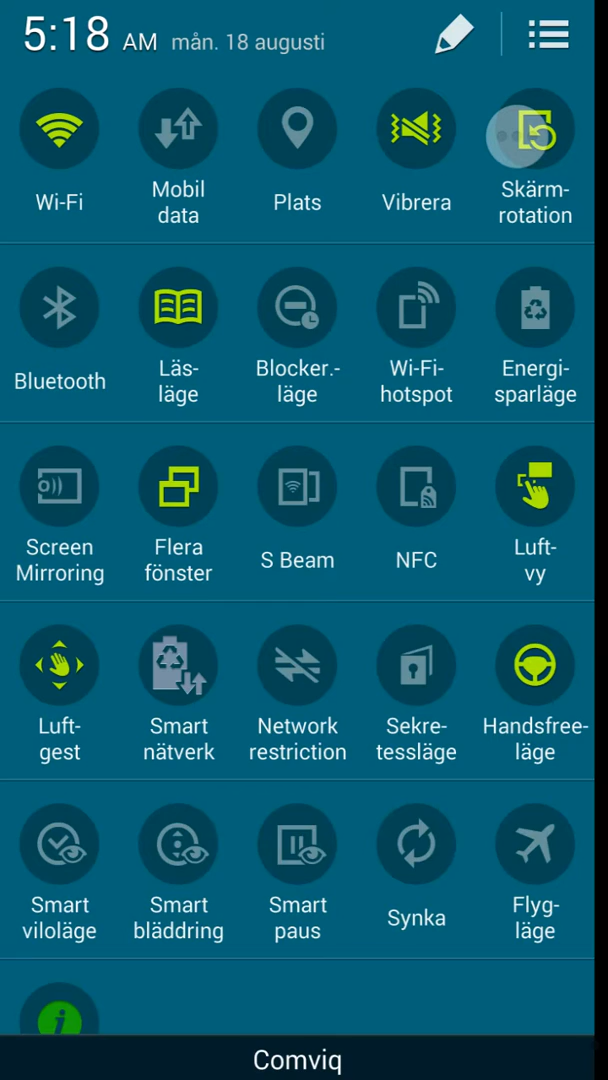 5:18 AM mån. 18 augusti
Wi-Fi
Mobil
data
Plats
Vibrera
Skärm-
rotation
Bluetooth
Läs-
läge
Blocker.-
läge
Wi-Fi-
hotspot
Energi-
sparläge
Screen
Mirroring
Flera
fönster
S Beam
NFC
Luft-
vy
Luft-
gest
Smart
nätverk
Network
restriction
Sekre-
tessläge
Handsfree-
läge
Smart
viloläge
Smart
bläddring
Smart
paus
Synka
Flyg-
läge
Comviq